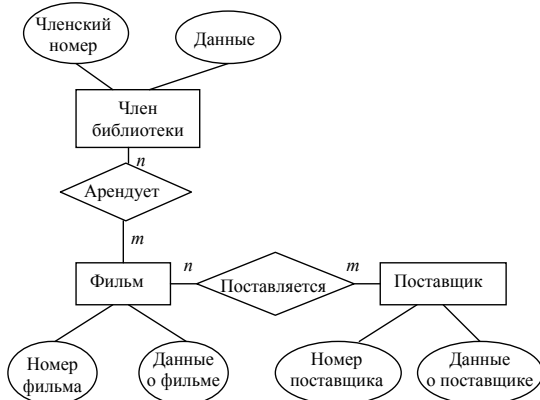 Членский
номер
Данные
Член
библиотеки
n
Арендует
m
Фильм
n
Поставляется
m
Поставщик
Номер
фильма
Данные
о фильме
Номер
поставщика
Данные
о поставщике